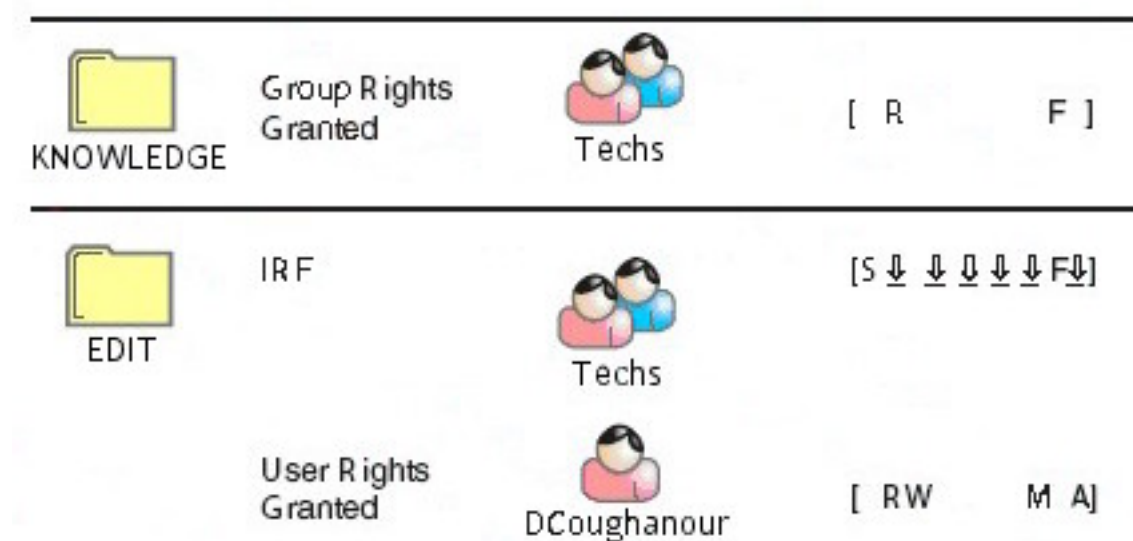 KNOWLEDGE
Group Rights
Granted
Techs
[ R F ]
EDIT
IRF
Techs
[S ⇩ ⇩ ⇩ ⇩ ⇩ F⇩]
User Rights
Granted
DCoughanour
[ RW M A]